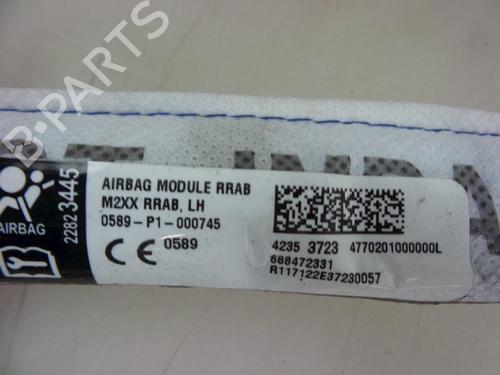 B-PARTS
AIRBAG
2282 3445
AIRBAG MODULE RRAB
M2XX RRAB, LH
0589-P1-000745
CE 0589
4235 3723 4770201000000L
688472331
R117122E37230057